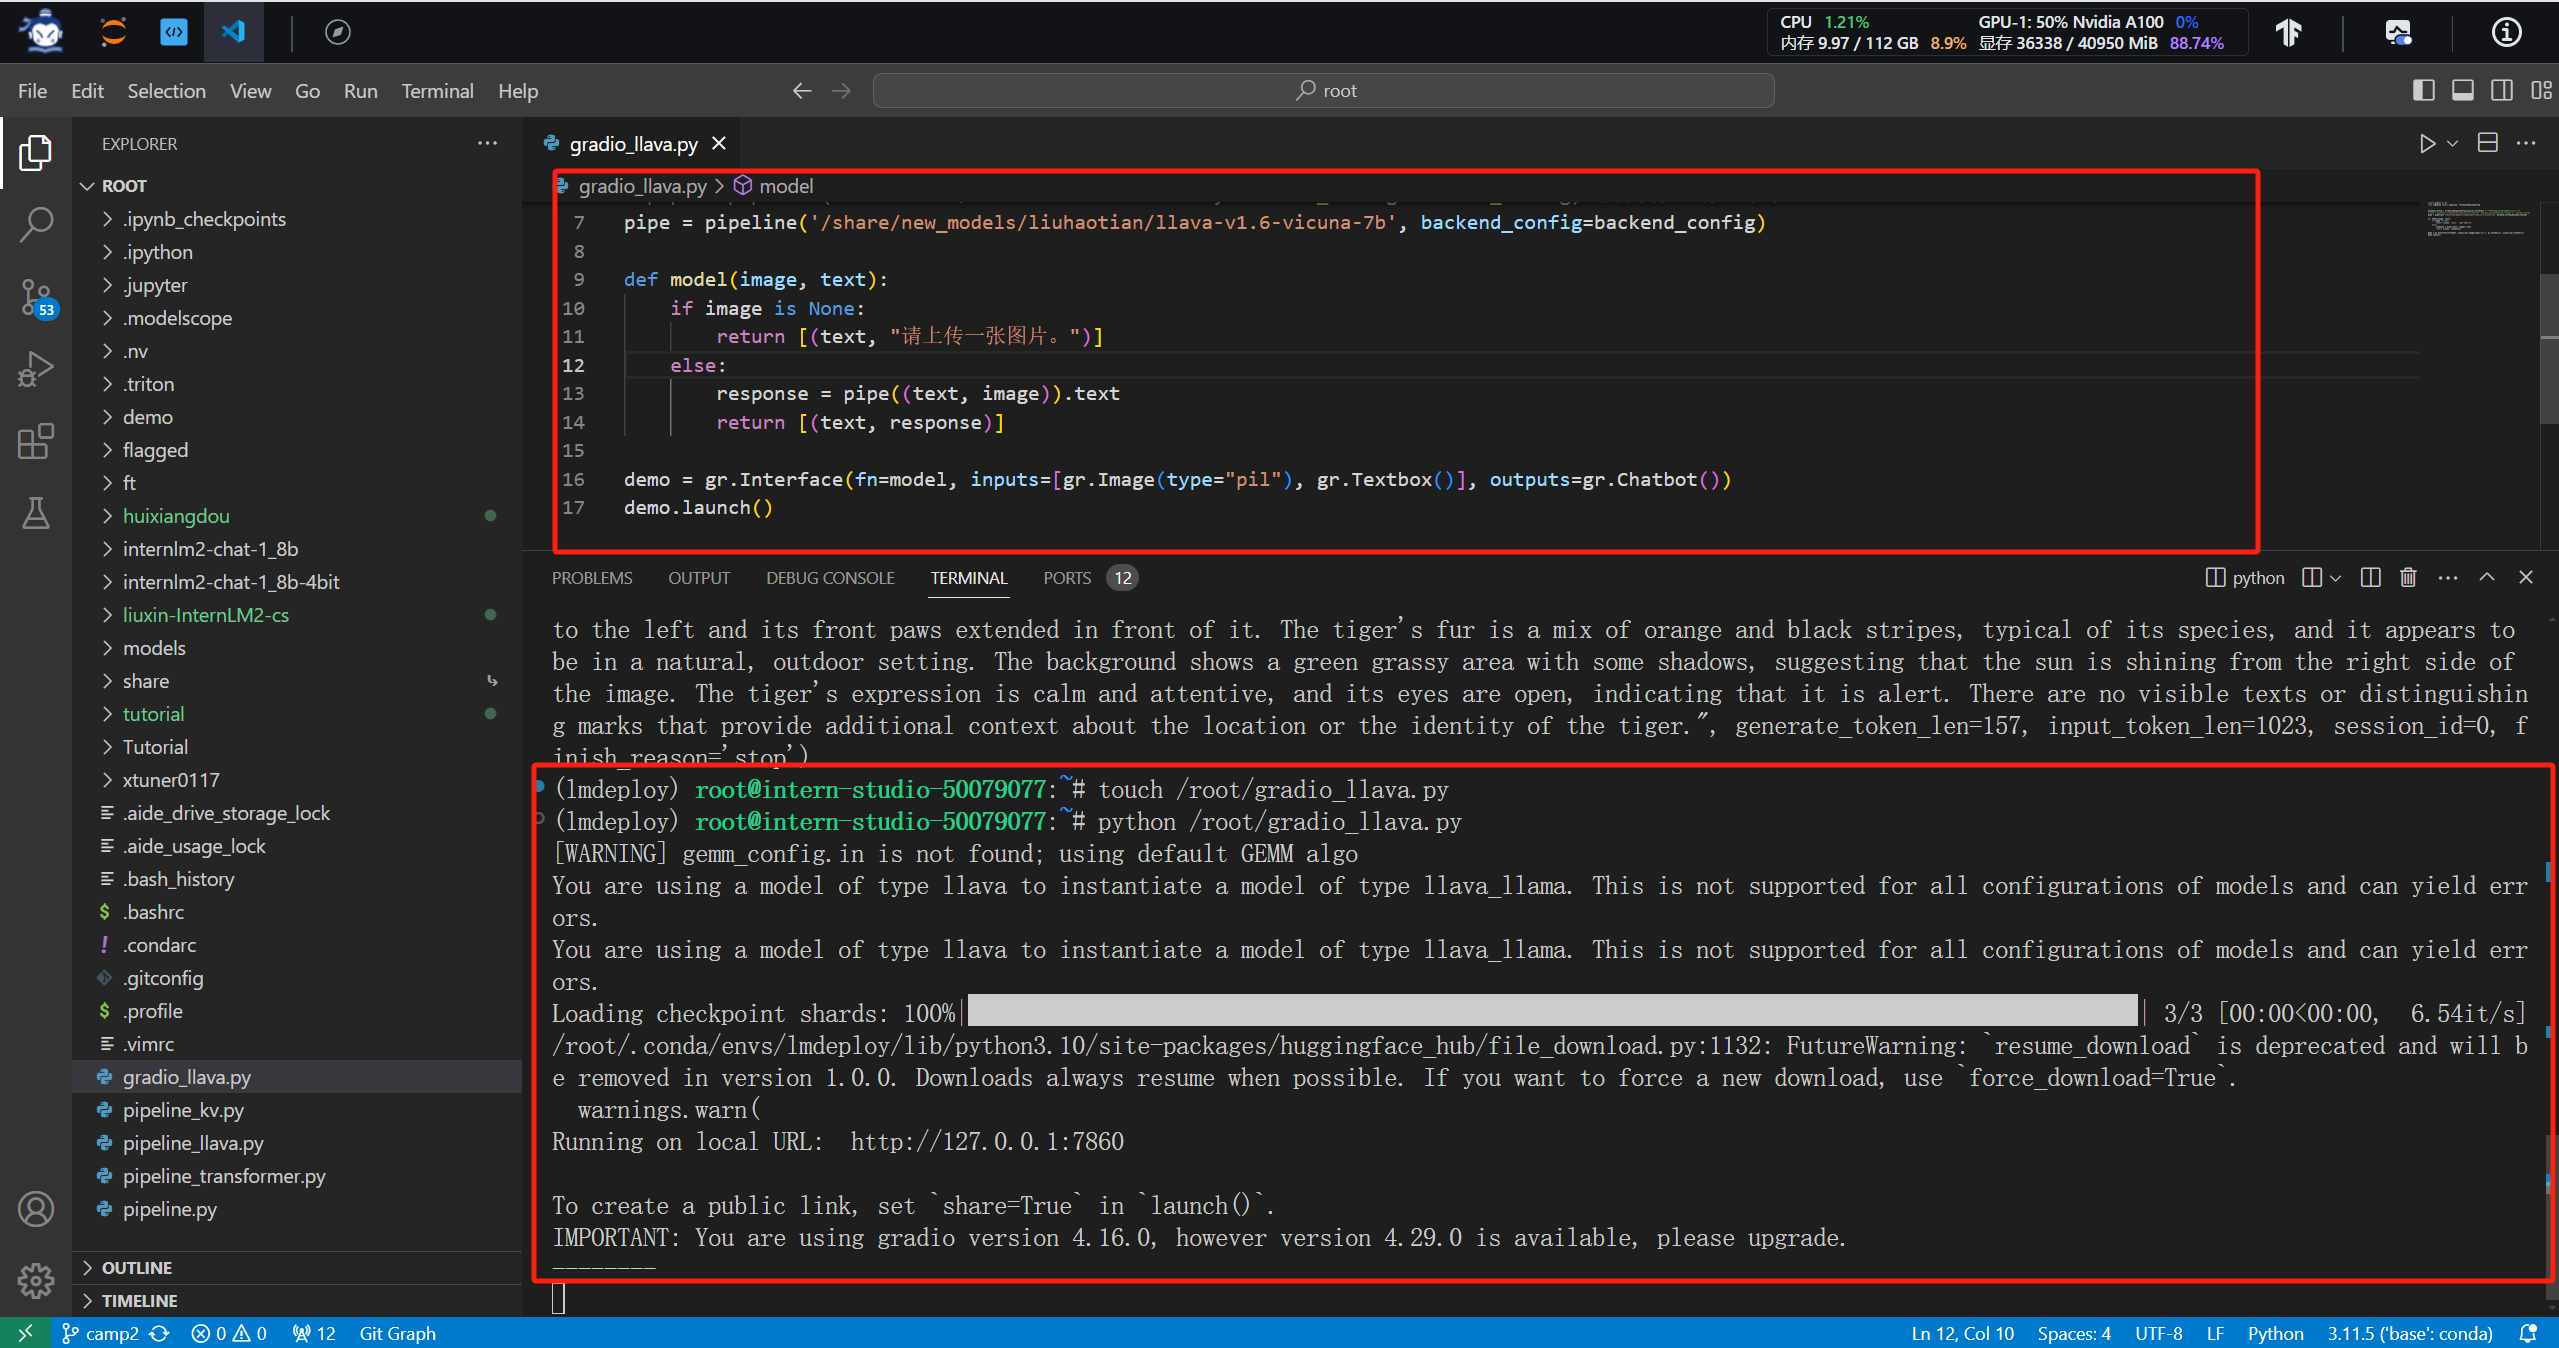 CPU 1.21% GPU-1: 50% Nvidia A100 0%
内存 9.97 / 112 GB 8.9% 显存 36338 / 40950 MiB 88.74%
File Edit Selection View Go Run Terminal Help
root
EXPLORER
ROOT
.ipynb_checkpoints
.ipython
.jupyter
.modelscope
.nv
.triton
demo
flagged
ft
huixiangdou
internlm2-chat-1_8b
internlm2-chat-1_8b-4bit
liuxin-InternLM2-cs
models
share
tutorial
Tutorial
xtuner0117
.aide_drive_storage_lock
.aide_usage_lock
.bash_history
.bashrc
.condarc
.gitconfig
.profile
.vimrc
gradio_llava.py
pipeline_kv.py
pipeline_llava.py
pipeline_transformer.py
pipeline.py
OUTLINE
TIMELINE
53
gradio_llava.py
gradio_llava.py > model
7 pipe = pipeline('/share/new_models/liuhaotian/llava-v1.6-vicuna-7b', backend_config=backend_config)
8
9 def model(image, text):
10 if image is None:
11 return [(text, "请上传一张图片。")]
12 else:
13 response = pipe((text, image)).text
14 return [(text, response)]
15
16 demo = gr.Interface(fn=model, inputs=[gr.Image(type="pil"), gr.Textbox()], outputs=gr.Chatbot())
17 demo.launch()
PROBLEMS OUTPUT DEBUG CONSOLE TERMINAL PORTS 12
python
to the left and its front paws extended in front of it. The tiger's fur is a mix of orange and black stripes, typical of its species, and it appears to
be in a natural, outdoor setting. The background shows a green grassy area with some shadows, suggesting that the sun is shining from the right side of
the image. The tiger's expression is calm and attentive, and its eyes are open, indicating that it is alert. There are no visible texts or distinguishin
g marks that provide additional context about the location or the identity of the tiger.", generate_token_len=157, input_token_len=1023, session_id=0, f
inish_reason='stop')
(lmdeploy) root@intern-studio-50079077:~# touch /root/gradio_llava.py
(lmdeploy) root@intern-studio-50079077:~# python /root/gradio_llava.py
[WARNING] gemm_config.in is not found; using default GEMM algo
You are using a model of type llava to instantiate a model of type llava_llama. This is not supported for all configurations of models and can yield err
ors.
You are using a model of type llava to instantiate a model of type llava_llama. This is not supported for all configurations of models and can yield err
ors.
Loading checkpoint shards: 100%| | 3/3 [00:00<00:00, 6.54it/s]
/root/.conda/envs/lmdeploy/lib/python3.10/site-packages/huggingface_hub/file_download.py:1132: FutureWarning: `resume_download` is deprecated and will b
e removed in version 1.0.0. Downloads always resume when possible. If you want to force a new download, use `force_download=True`.
warnings.warn(
Running on local URL: http://127.0.0.1:7860
To create a public link, set `share=True` in `launch()`.
IMPORTANT: You are using gradio version 4.16.0, however version 4.29.0 is available, please upgrade.
--------
camp2 0 0 12 Git Graph Ln 12, Col 10 Spaces: 4 UTF-8 LF Python 3.11.5 ('base': conda)